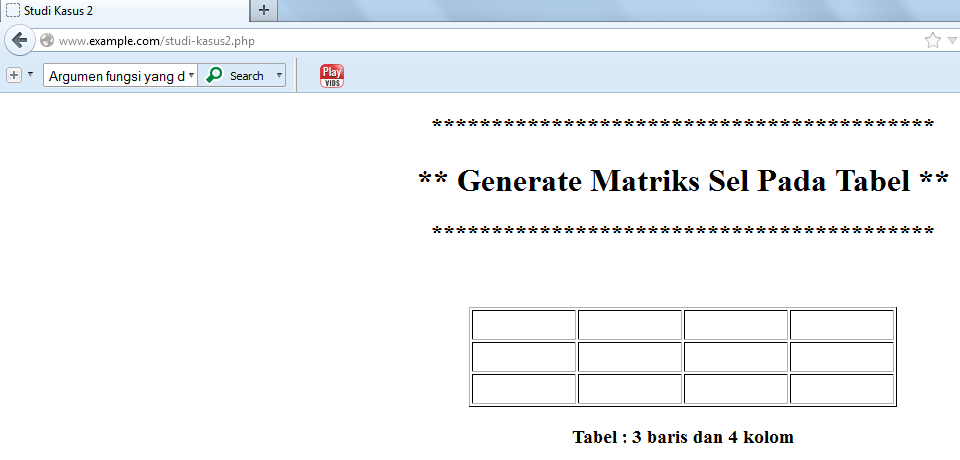 Studi Kasus 2
www.example.com/studi-kasus2.php
Argumen fungsi yang d
Search
Play
VIDS
******************************************
** Generate Matriks Sel Pada Tabel **
******************************************
Tabel : 3 baris dan 4 kolom